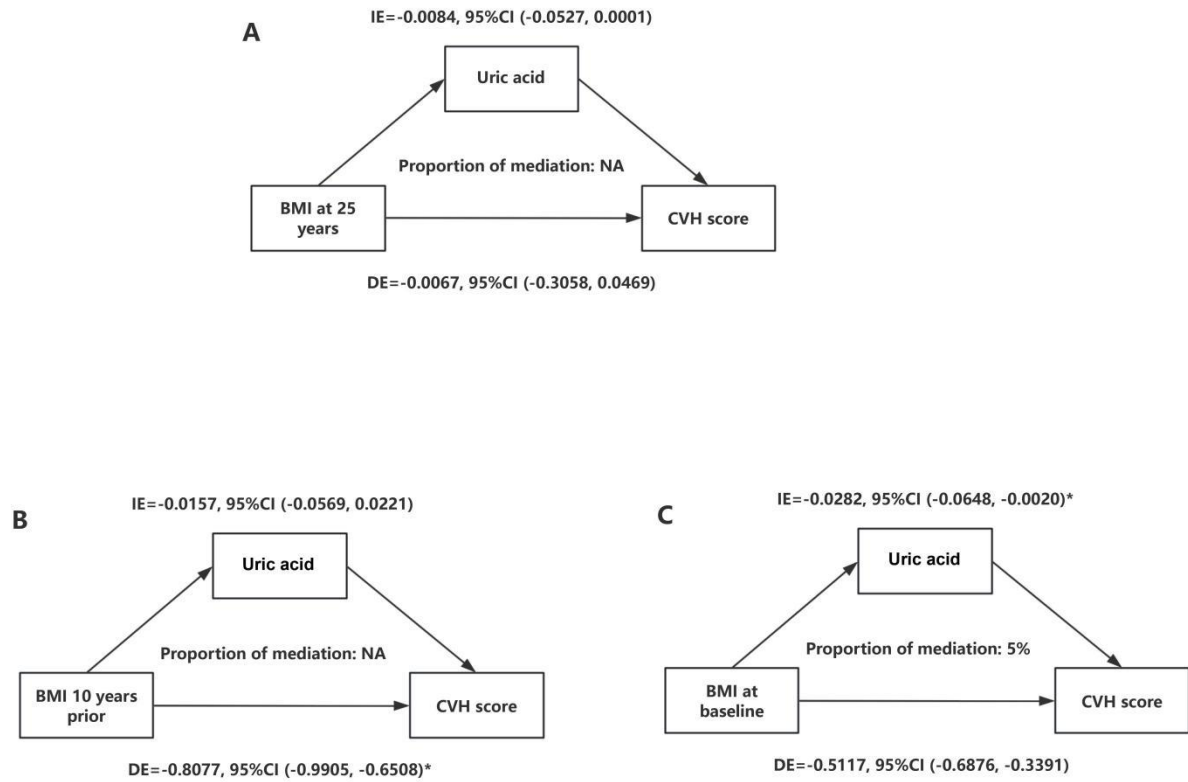 IE=-0.0084, 95%CI (-0.0527, 0.0001)
A
Uric acid
Proportion of mediation: NA
BMI at 25
years
CVH score
DE=-0.0067, 95%CI (-0.3058, 0.0469)
IE=-0.0157, 95%CI (-0.0569, 0.0221)
B
Uric acid
Proportion of mediation: NA
BMI 10 years
prior
CVH score
DE=-0.8077, 95%CI (-0.9905, -0.6508)*
IE=-0.0282, 95%CI (-0.0648, -0.0020)*
C
Uric acid
Proportion of mediation: 5%
BMI at
baseline
CVH score
DE=-0.5117, 95%CI (-0.6876, -0.3391)